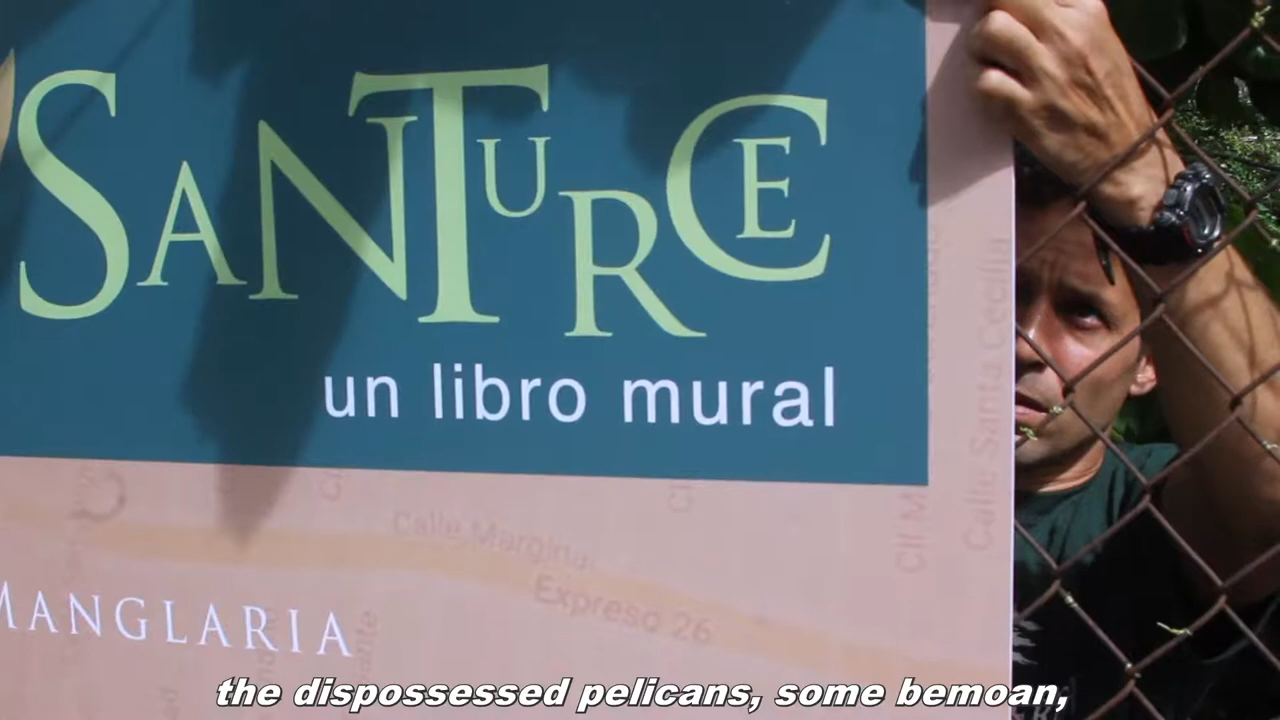 SANTURCE
un libro mural
Calle Santa Cecilia
Calle Marginal
Expreso 26
MANGLARIA
the dispossessed pelicans, some bemoan,